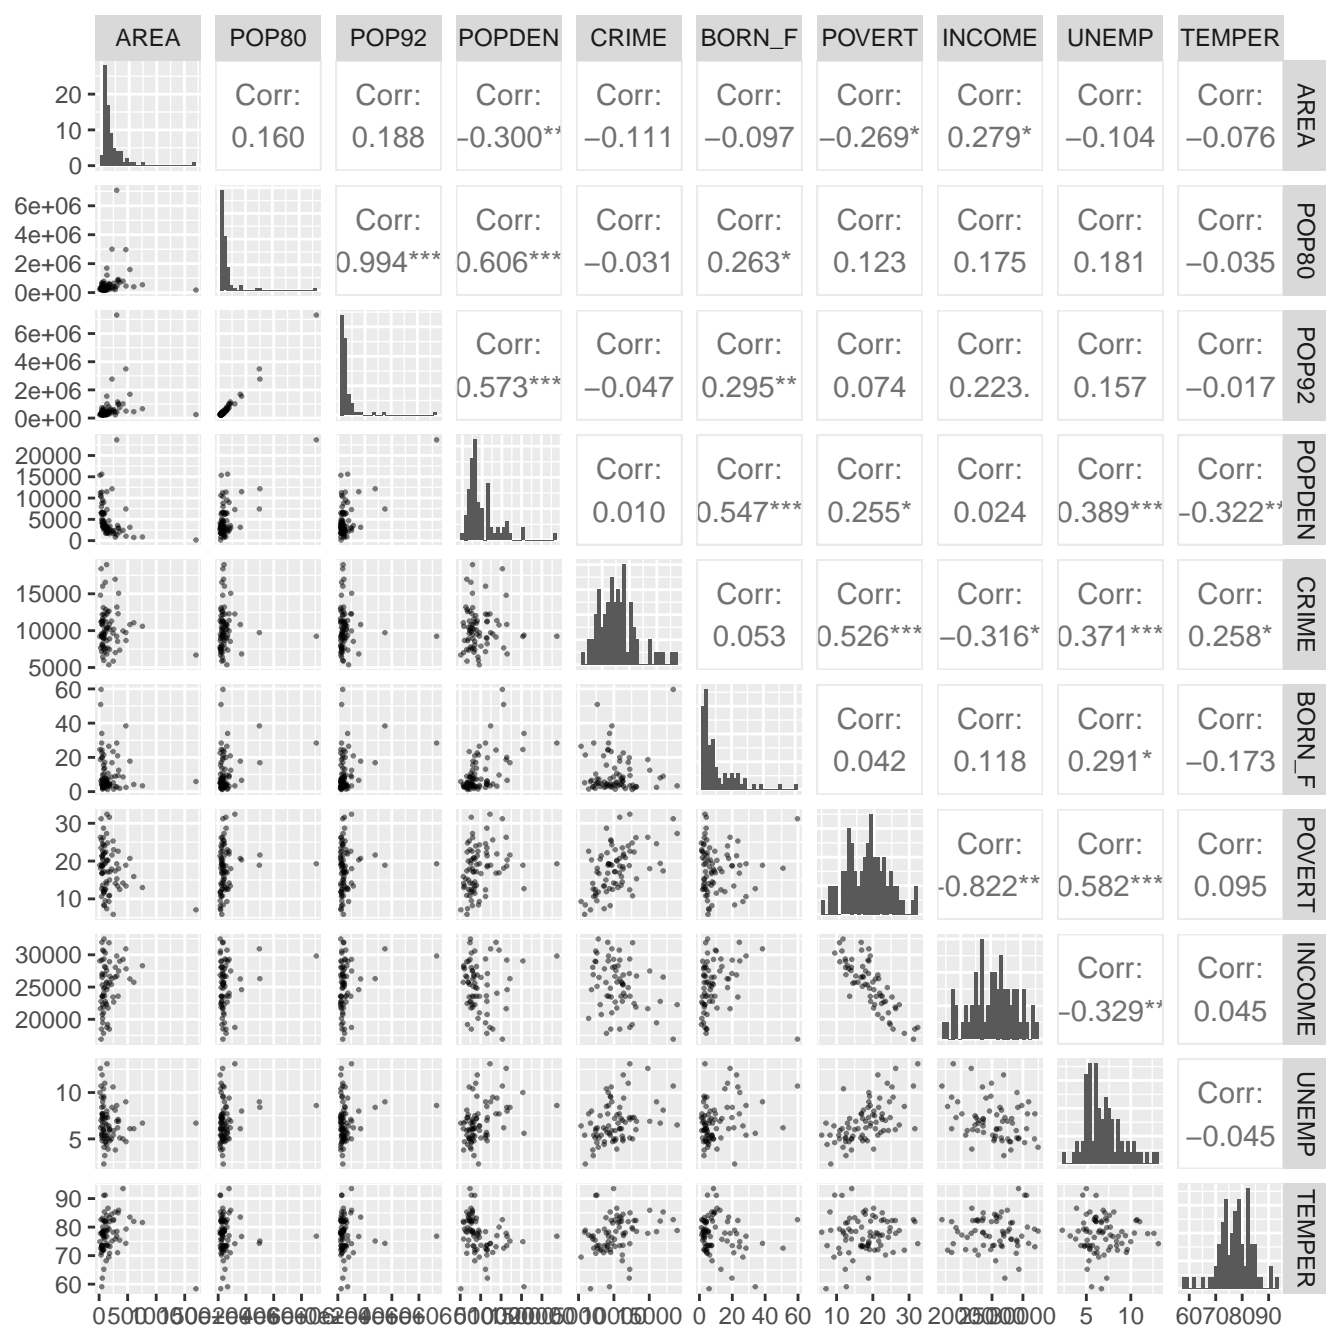 AREA POP80 POP92 POPDEN CRIME BORN_F POVERT INCOME UNEMP TEMPER
20
10
0
Corr: Corr: Corr: Corr: Corr: Corr: Corr: Corr: Corr:
0.160 0.188 −0.300** −0.111 −0.097 −0.269* 0.279* −0.104 −0.076
AREA
6e+06
4e+06
2e+06
0e+00
Corr: Corr: Corr: Corr: Corr: Corr: Corr: Corr:
0.994*** 0.606*** −0.031 0.263* 0.123 0.175 0.181 −0.035
POP80
6e+06
4e+06
2e+06
0e+00
Corr: Corr: Corr: Corr: Corr: Corr: Corr:
0.573*** −0.047 0.295** 0.074 0.223. 0.157 −0.017
POP92
20000
15000
10000
5000
0
Corr: Corr: Corr: Corr: Corr: Corr:
0.010 0.547*** 0.255* 0.024 0.389*** −0.322**
POPDEN
15000
10000
5000
Corr: Corr: Corr: Corr: Corr:
0.053 0.526*** −0.316* 0.371*** 0.258*
CRIME
60
40
20
0
Corr: Corr: Corr: Corr:
0.042 0.118 0.291* −0.173
BORN_F
30
20
10
Corr: Corr: Corr:
-0.822** 0.582*** 0.095
POVERT
30000
25000
20000
Corr: Corr:
−0.329** 0.045
INCOME
10
5
Corr:
−0.045
UNEMP
90
80
70
60
TEMPER
0 20 40 60 10 20 30 5 10 60 70 80 90